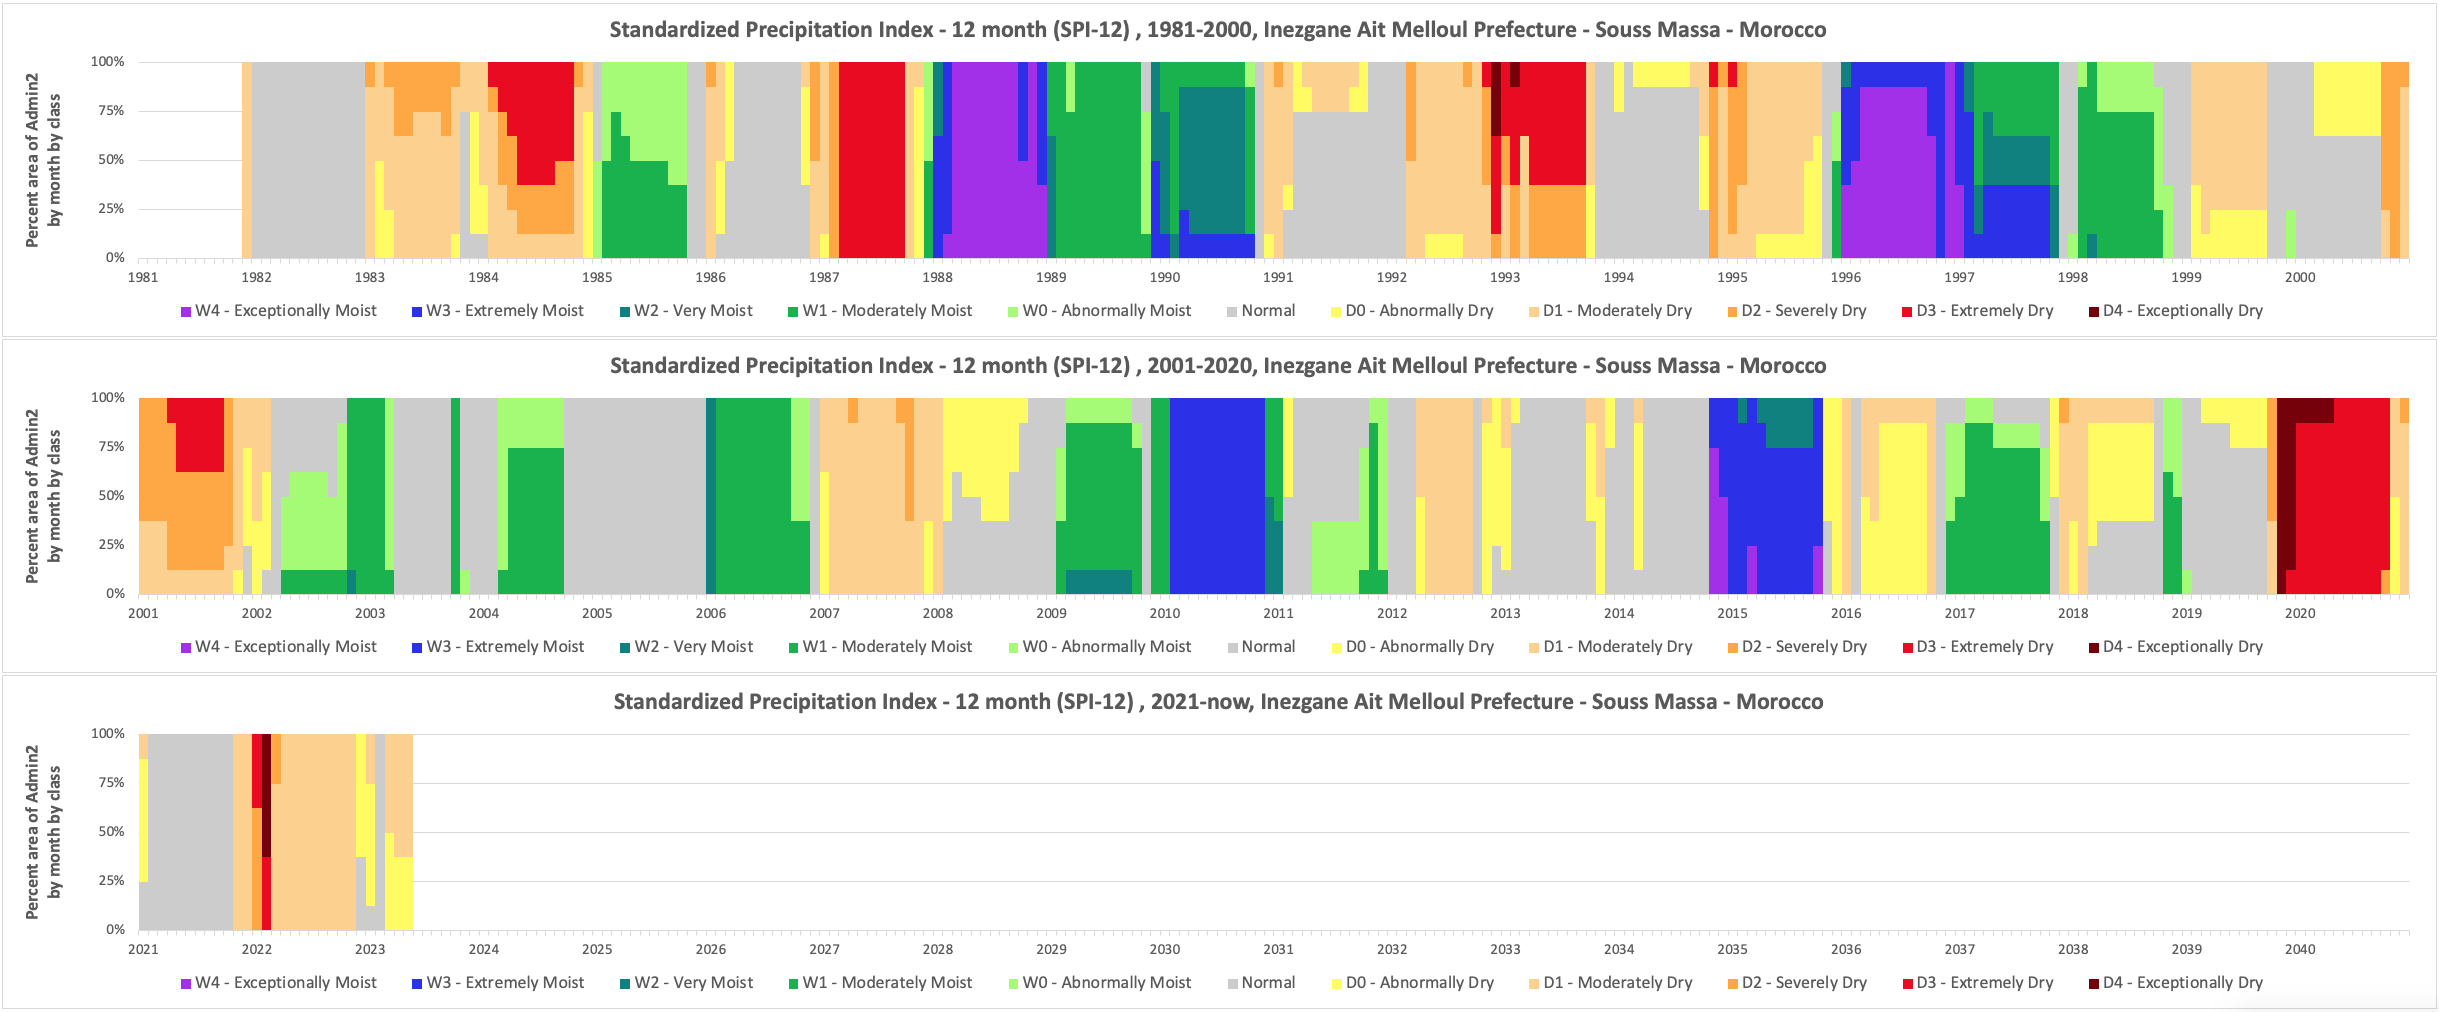 Standardized Precipitation Index - 12 month (SPI-12) , 1981-2000, Inezgane Ait Melloul Prefecture - Souss Massa - Morocco
Percent area of Admin2
by month by class
100%
75%
50%
25%
0%
1981 1982 1983 1984 1985 1986 1987 1988 1989 1990 1991 1992 1993 1994 1995 1996 1997 1998 1999 2000
W4 - Exceptionally Moist W3 - Extremely Moist W2 - Very Moist W1 - Moderately Moist W0 - Abnormally Moist Normal D0 - Abnormally Dry D1 - Moderately Dry D2 - Severely Dry D3 - Extremely Dry D4 - Exceptionally Dry
Standardized Precipitation Index - 12 month (SPI-12) , 2001-2020, Inezgane Ait Melloul Prefecture - Souss Massa - Morocco
Percent area of Admin2
by month by class
100%
75%
50%
25%
0%
2001 2002 2003 2004 2005 2006 2007 2008 2009 2010 2011 2012 2013 2014 2015 2016 2017 2018 2019 2020
W4 - Exceptionally Moist W3 - Extremely Moist W2 - Very Moist W1 - Moderately Moist W0 - Abnormally Moist Normal D0 - Abnormally Dry D1 - Moderately Dry D2 - Severely Dry D3 - Extremely Dry D4 - Exceptionally Dry
Standardized Precipitation Index - 12 month (SPI-12) , 2021-now, Inezgane Ait Melloul Prefecture - Souss Massa - Morocco
Percent area of Admin2
by month by class
100%
75%
50%
25%
0%
2021 2022 2023 2024 2025 2026 2027 2028 2029 2030 2031 2032 2033 2034 2035 2036 2037 2038 2039 2040
W4 - Exceptionally Moist W3 - Extremely Moist W2 - Very Moist W1 - Moderately Moist W0 - Abnormally Moist Normal D0 - Abnormally Dry D1 - Moderately Dry D2 - Severely Dry D3 - Extremely Dry D4 - Exceptionally Dry